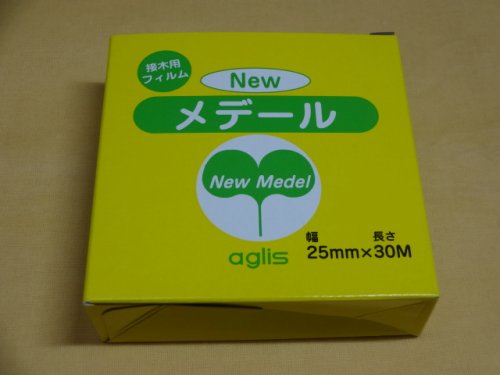 接木用
フィルム
New
メデール
New Medel
aglis
幅 長さ
25mm×30M